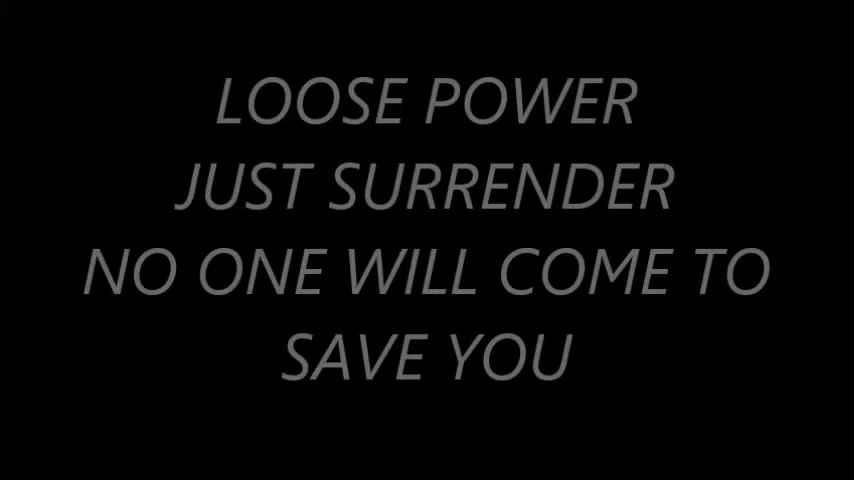 LOOSE POWER
JUST SURRENDER
NO ONE WILL COME TO
SAVE YOU